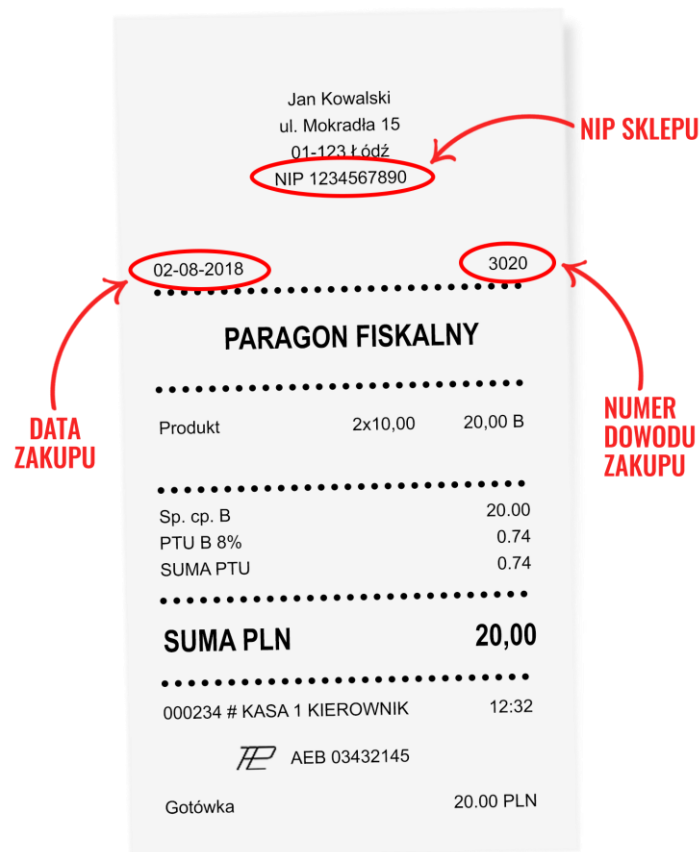 Jan Kowalski
ul. Mokradła 15
01-123 Łódź
NIP 1234567890
NIP SKLEPU
02-08-2018 3020
PARAGON FISKALNY
DATA
ZAKUPU
NUMER
DOWODU
ZAKUPU
Produkt 2x10,00 20,00 B
Sp. cp. B 20.00
PTU B 8% 0.74
SUMA PTU 0.74
SUMA PLN 20,00
000234 # KASA 1 KIEROWNIK 12:32
AEB 03432145
Gotówka 20.00 PLN